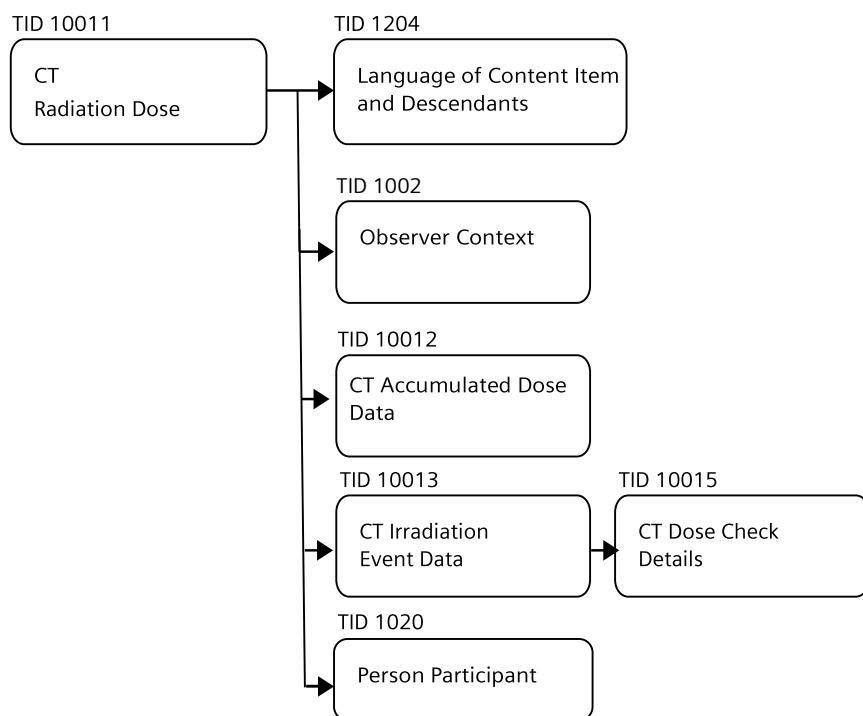 TID 10011
CT
Radiation Dose
TID 1204
Language of Content Item
and Descendants
TID 1002
Observer Context
TID 10012
CT Accumulated Dose
Data
TID 10013
CT Irradiation
Event Data
TID 10015
CT Dose Check
Details
TID 1020
Person Participant